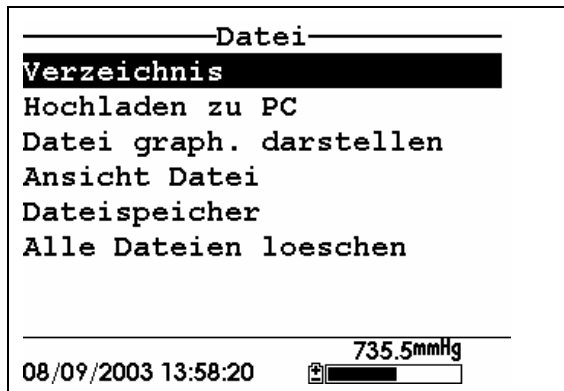 Datei
Verzeichnis
Hochladen zu PC
Datei graph. darstellen
Ansicht Datei
Dateispeicher
Alle Dateien loeschen
735.5mmHg
08/09/2003 13:58:20